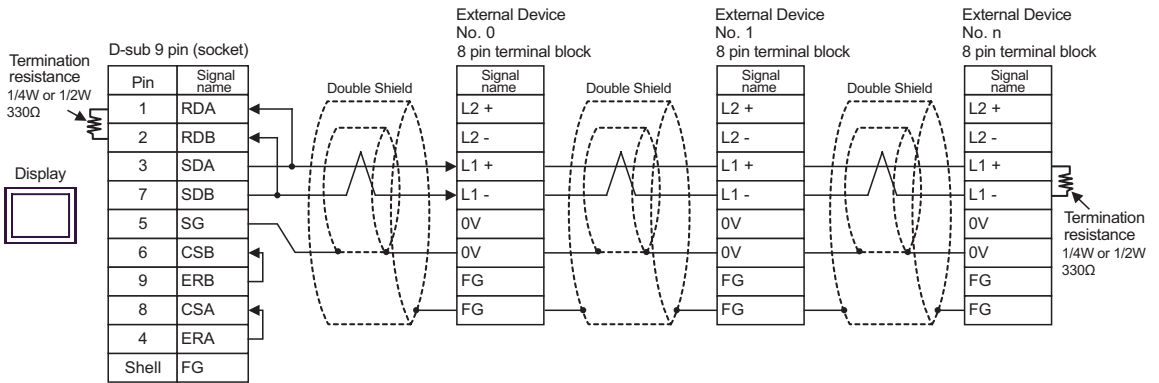 Termination
resistance
1/4W or 1/2W
330Ω
Display
D-sub 9 pin (socket)
Pin Signal name
1 RDA
2 RDB
3 SDA
7 SDB
5 SG
6 CSB
9 ERB
8 CSA
4 ERA
Shell FG
Double Shield
External Device
No. 0
8 pin terminal block
Signal
name
L2 +
L2 -
L1 +
L1 -
0V
0V
FG
FG
Double Shield
External Device
No. 1
8 pin terminal block
Signal
name
L2 +
L2 -
L1 +
L1 -
0V
0V
FG
FG
Double Shield
External Device
No. n
8 pin terminal block
Signal
name
L2 +
L2 -
L1 +
L1 -
0V
0V
FG
FG
Termination
resistance
1/4W or 1/2W
330Ω